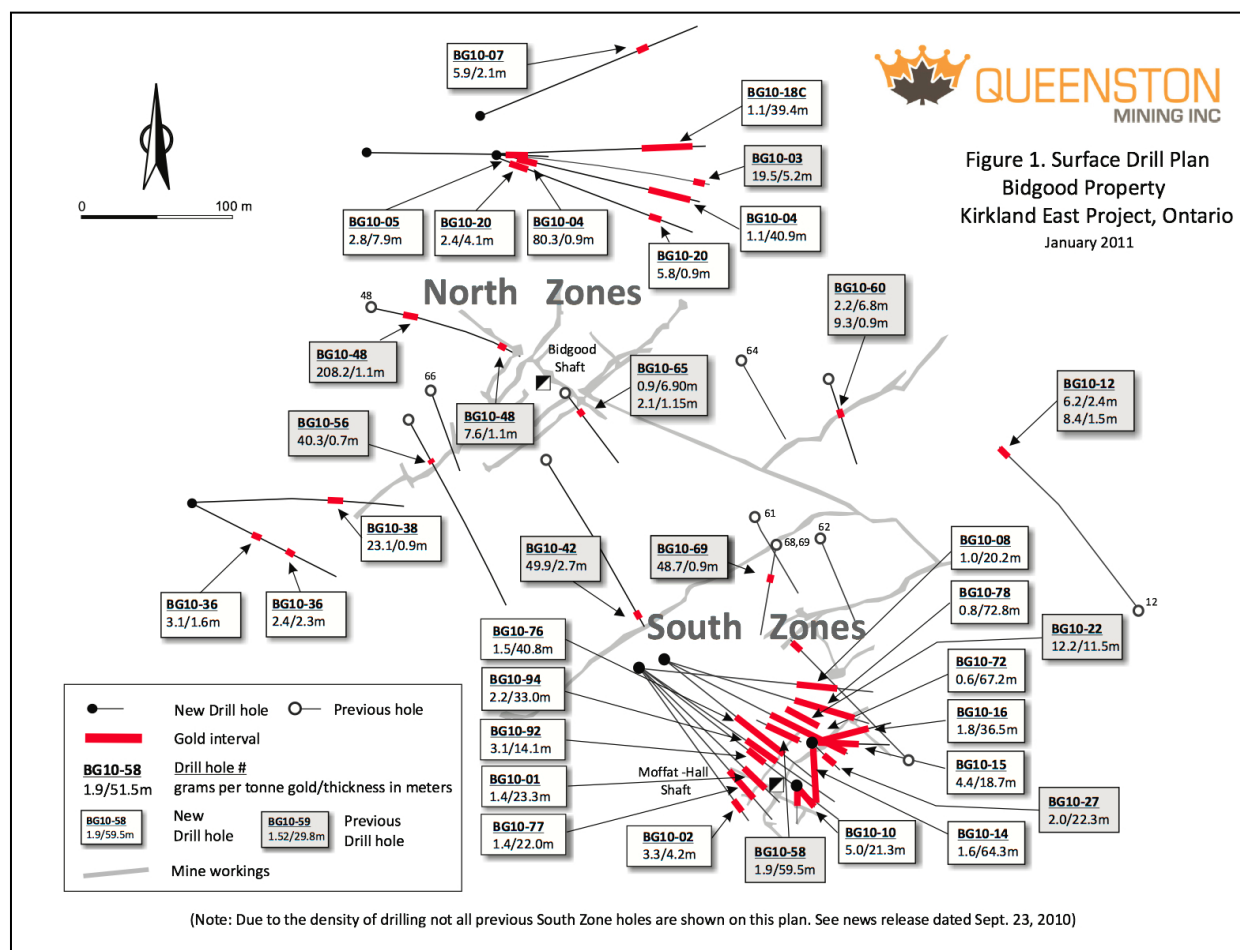 QUEENSTON
MINING INC
Figure 1. Surface Drill Plan
Bidgood Property
Kirkland East Project, Ontario
January 2011
0
100 m
BG10-07
5.9/2.1m
BG10-18C
1.1/39.4m
BG10-03
19.5/5.2m
BG10-05
2.8/7.9m
BG10-20
2.4/4.1m
BG10-04
80.3/0.9m
BG10-04
1.1/40.9m
BG10-20
5.8/0.9m
North Zones
48
BG10-48
208.2/1.1m
Bidgood
Shaft
BG10-60
2.2/6.8m
9.3/0.9m
64
66
BG10-65
0.9/6.90m
2.1/1.15m
BG10-12
6.2/2.4m
8.4/1.5m
BG10-56
40.3/0.7m
BG10-48
7.6/1.1m
BG10-38
23.1/0.9m
61
62
68,69
BG10-42
49.9/2.7m
BG10-69
48.7/0.9m
BG10-08
1.0/20.2m
BG10-36
3.1/1.6m
BG10-36
2.4/2.3m
12
BG10-78
0.8/72.8m
South Zones
BG10-76
1.5/40.8m
BG10-22
12.2/11.5m
BG10-94
2.2/33.0m
BG10-72
0.6/67.2m
BG10-92
3.1/14.1m
BG10-16
1.8/36.5m
BG10-01
1.4/23.3m
Moffat -Hall
Shaft
BG10-15
4.4/18.7m
BG10-77
1.4/22.0m
BG10-27
2.0/22.3m
BG10-02
3.3/4.2m
BG10-58
1.9/59.5m
BG10-10
5.0/21.3m
BG10-14
1.6/64.3m
New Drill hole
Previous hole
Gold interval
BG10-58
1.9/51.5m
Drill hole #
grams per tonne gold/thickness in meters
BG10-58
1.9/59.5m
New
Drill hole
BG10-59
1.52/29.8m
Previous
Drill hole
Mine workings
(Note: Due to the density of drilling not all previous South Zone holes are shown on this plan. See news release dated Sept. 23, 2010)